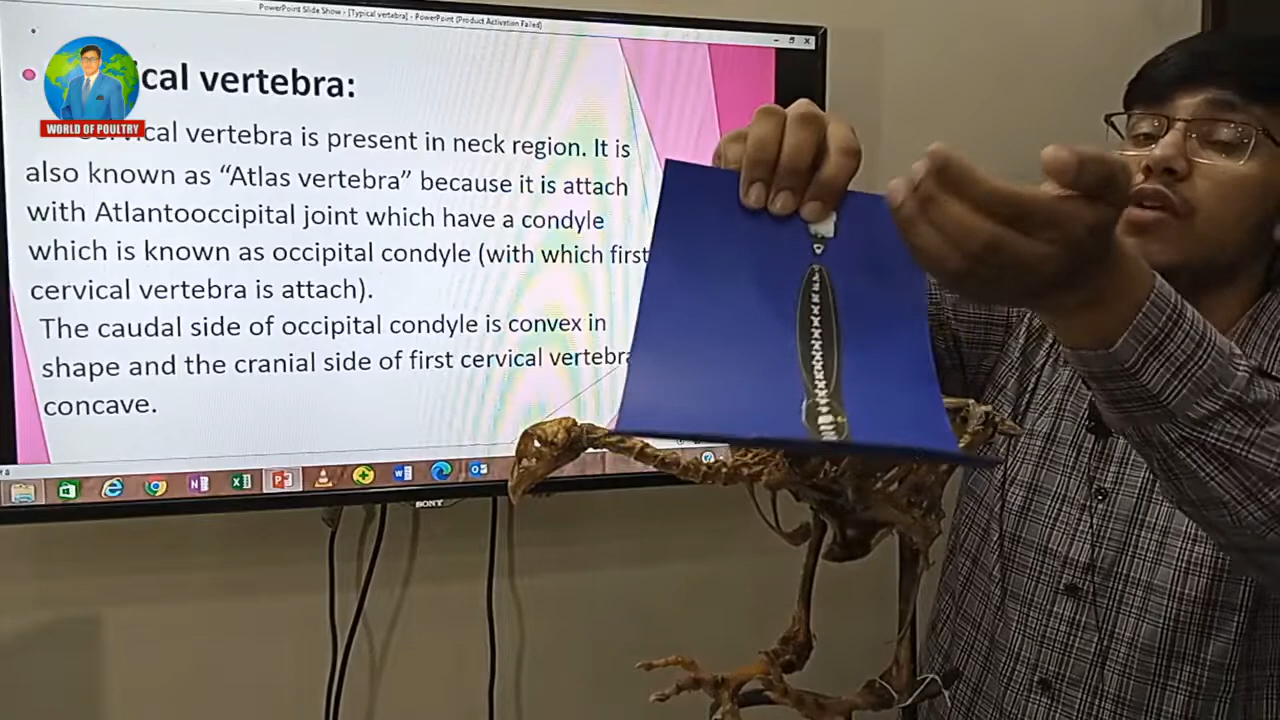 PowerPoint Slide Show - [Typical vertebra] - PowerPoint (Product Activation Failed)
cal vertebra:
WORLD OF POULTRY
cal vertebra is present in neck region. It is
also known as “Atlas vertebra” because it is attach
with Atlantooccipital joint which have a condyle
which is known as occipital condyle (with which first
cervical vertebra is attach).
The caudal side of occipital condyle is convex in
shape and the cranial side of first cervical vertebra
concave.
SONY